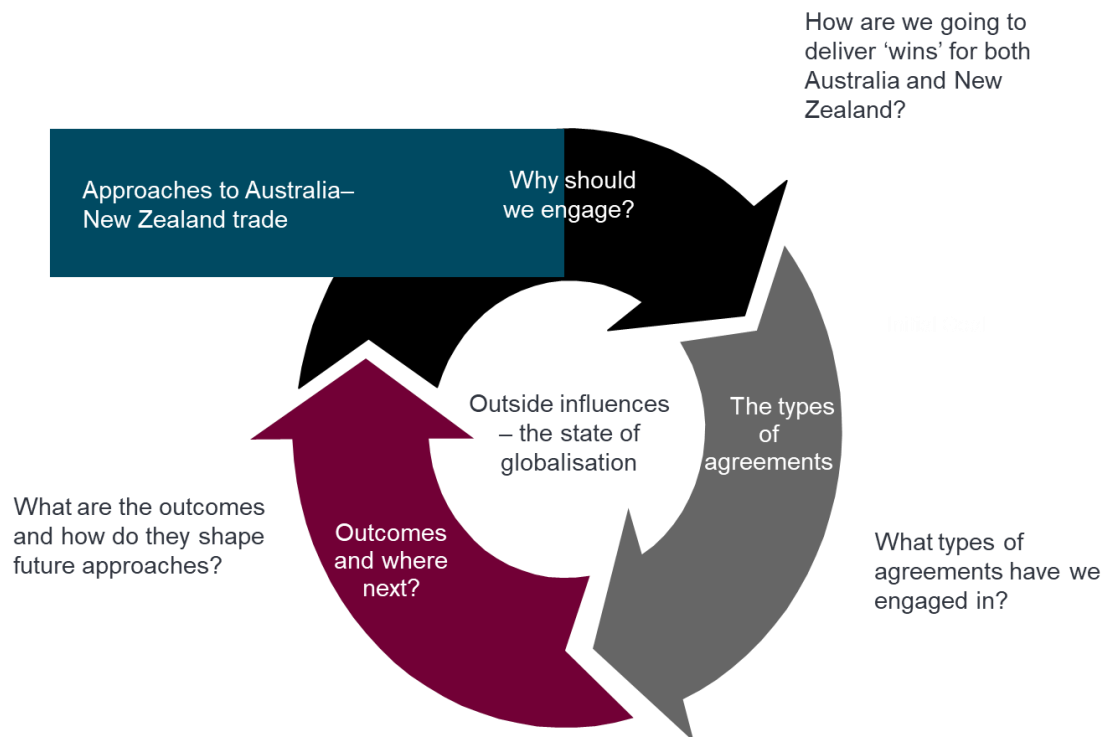 How are we going to
deliver ‘wins’ for both
Australia and New
Zealand?
Approaches to Australia–
New Zealand trade
Why should
we engage?
Outside influences
– the state of
globalisation
The types
of
agreements
What are the outcomes
and how do they shape
future approaches?
Outcomes
and where
next?
What types of
agreements have we
engaged in?